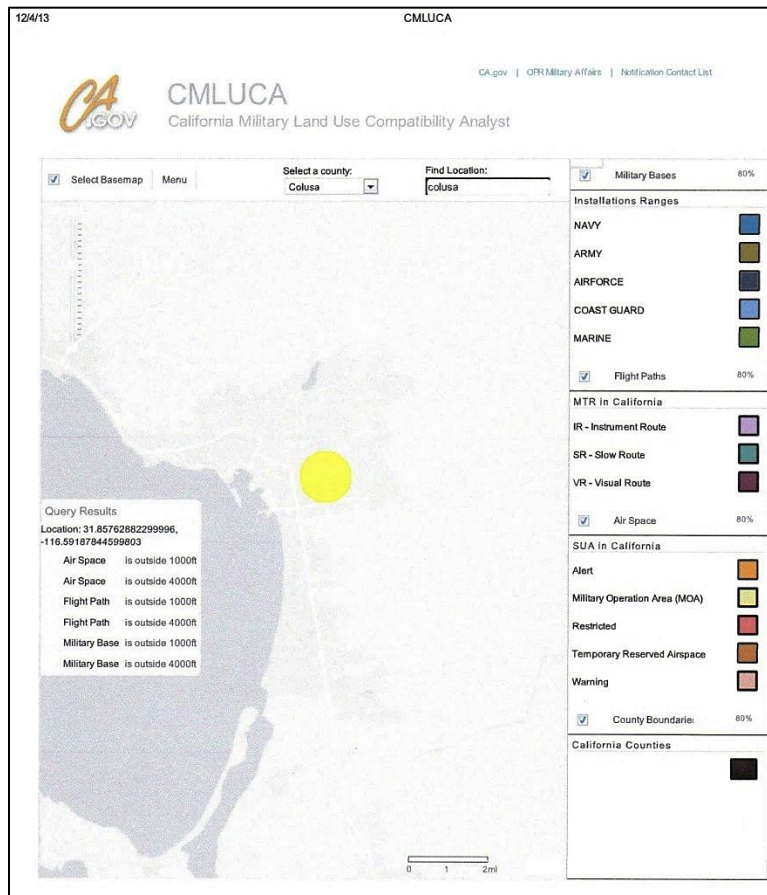 12/4/13
CMLUCA
CA.gov | OPR Military Affairs | Notification Contact List
CA
.GOV
CMLUCA
California Military Land Use Compatibility Analyst
Select Basemap
Menu
Select a county:
Colusa
Find Location:
colusa
Query Results
Location: 31.85762882299996,
-116.59187844599803
Air Space is outside 1000ft
Air Space is outside 4000ft
Flight Path is outside 1000ft
Flight Path is outside 4000ft
Military Base is outside 1000ft
Military Base is outside 4000ft
0 1 2mi
Military Bases 80%
Installations Ranges
NAVY
ARMY
AIRFORCE
COAST GUARD
MARINE
Flight Paths 80%
MTR in California
IR - Instrument Route
SR - Slow Route
VR - Visual Route
Air Space 80%
SUA in California
Alert
Military Operation Area (MOA)
Restricted
Temporary Reserved Airspace
Warning
County Boundaries 80%
California Counties